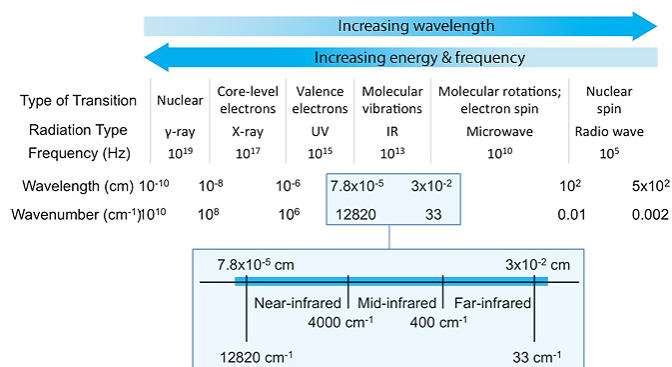 Increasing wavelength
Increasing energy & frequency
Type of Transition Nuclear Core-level electrons Valence electrons Molecular vibrations Molecular rotations; electron spin Nuclear spin
Radiation Type γ-ray X-ray UV IR Microwave Radio wave
Frequency (Hz) 10¹⁹ 10¹⁷ 10¹⁵ 10¹³ 10¹⁰ 10⁵
Wavelength (cm) 10⁻¹⁰ 10⁻⁸ 10⁻⁶ 7.8x10⁻⁵ 3x10⁻² 10² 5x10²
Wavenumber (cm⁻¹) 10¹⁰ 10⁸ 10⁶ 12820 33 0.01 0.002
7.8x10⁻⁵ cm 3x10⁻² cm
Near-infrared Mid-infrared Far-infrared
4000 cm⁻¹ 400 cm⁻¹
12820 cm⁻¹ 33 cm⁻¹